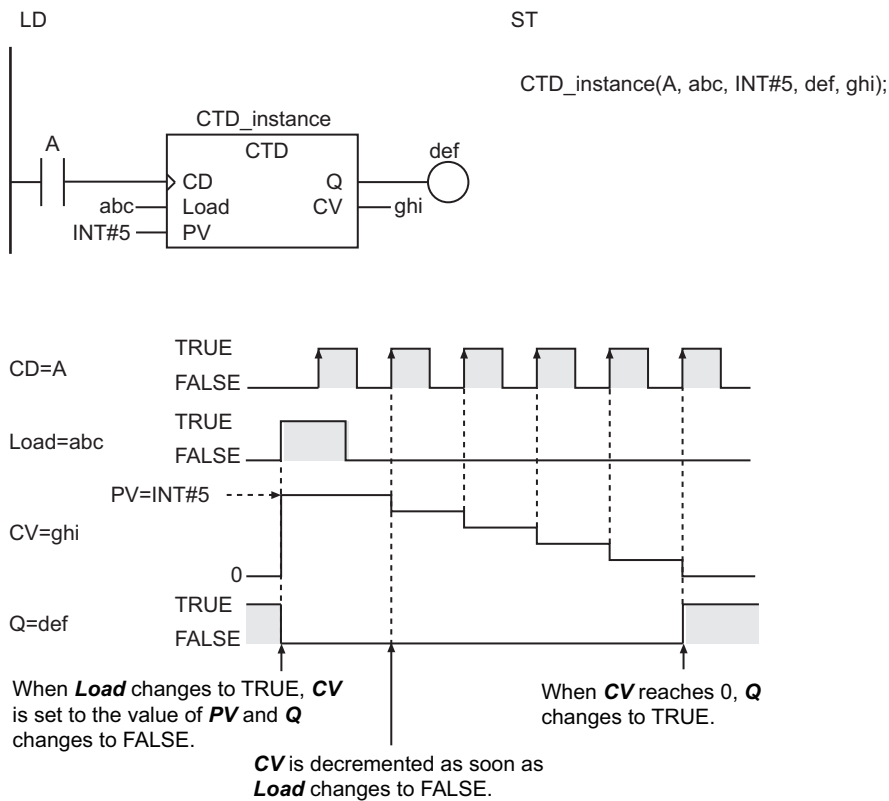 LD
ST
CTD_instance(A, abc, INT#5, def, ghi);
CTD_instance
A
CTD
def
CD
Q
abc
Load
CV
ghi
INT#5
PV
CD=A
TRUE
FALSE
Load=abc
TRUE
FALSE
PV=INT#5
CV=ghi
0
Q=def
TRUE
FALSE
When Load changes to TRUE, CV
is set to the value of PV and Q
changes to FALSE.
When CV reaches 0, Q
changes to TRUE.
CV is decremented as soon as
Load changes to FALSE.